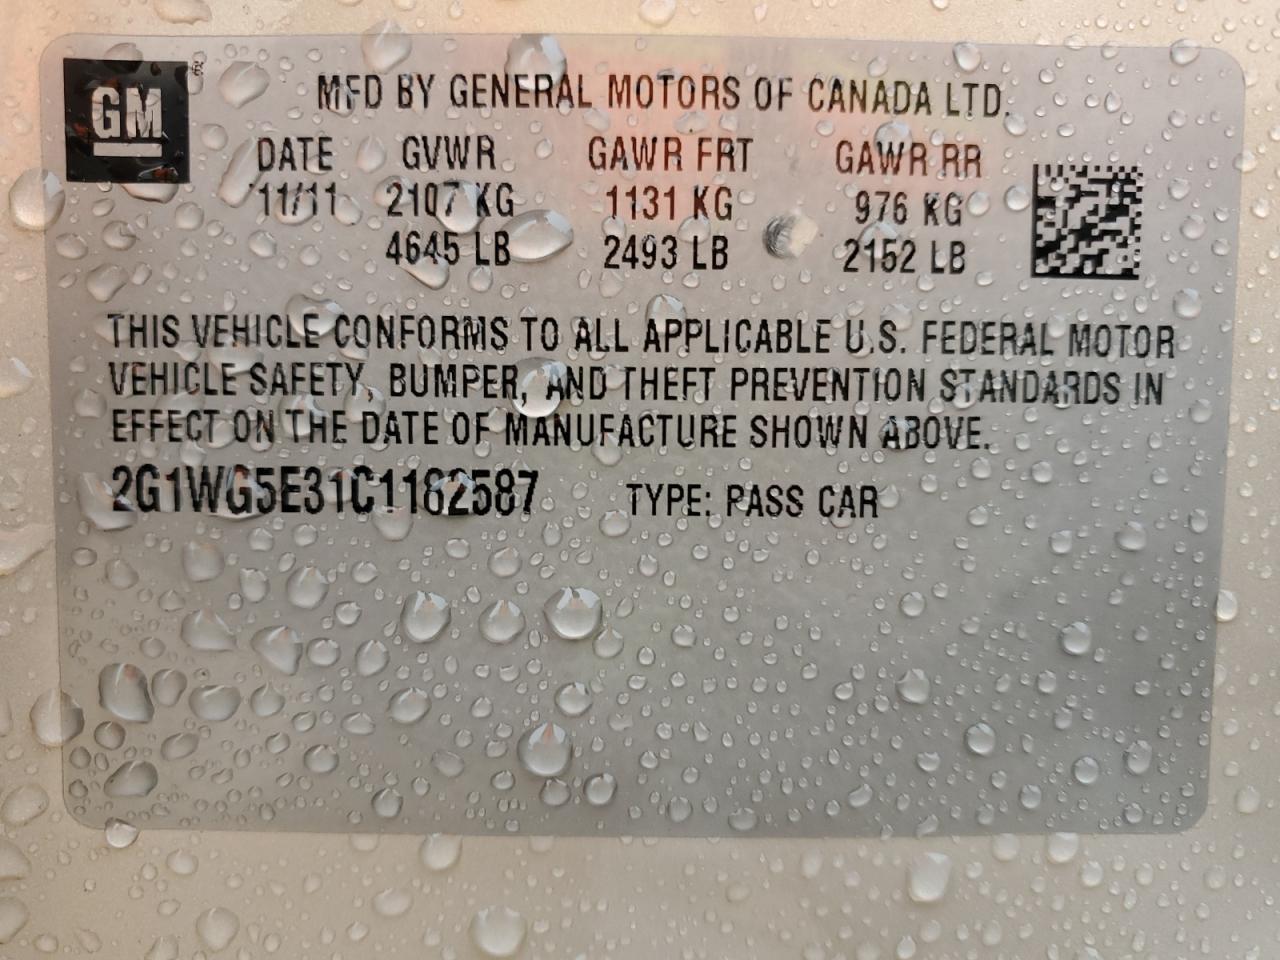 GM
MFD BY GENERAL MOTORS OF CANADA LTD.
DATE GVWR GAWR FRT GAWR RR
11/11 2107 KG 1131 KG 976 KG
4645 LB 2493 LB 2152 LB
THIS VEHICLE CONFORMS TO ALL APPLICABLE U.S. FEDERAL MOTOR
VEHICLE SAFETY, BUMPER, AND THEFT PREVENTION STANDARDS IN
EFFECT ON THE DATE OF MANUFACTURE SHOWN ABOVE.
2G1WG5E31C1182587 TYPE: PASS CAR